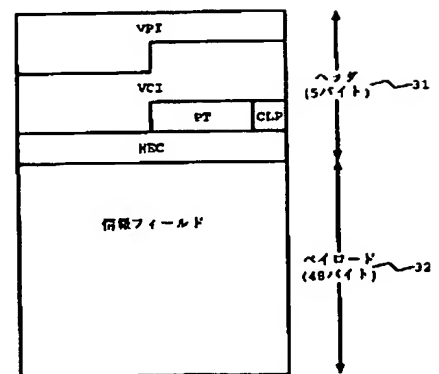 VPI
VCI
PT
CLP
HEC
情報フィールド
ヘッダ
(5バイト)
31
ペイロード
(48バイト)
32